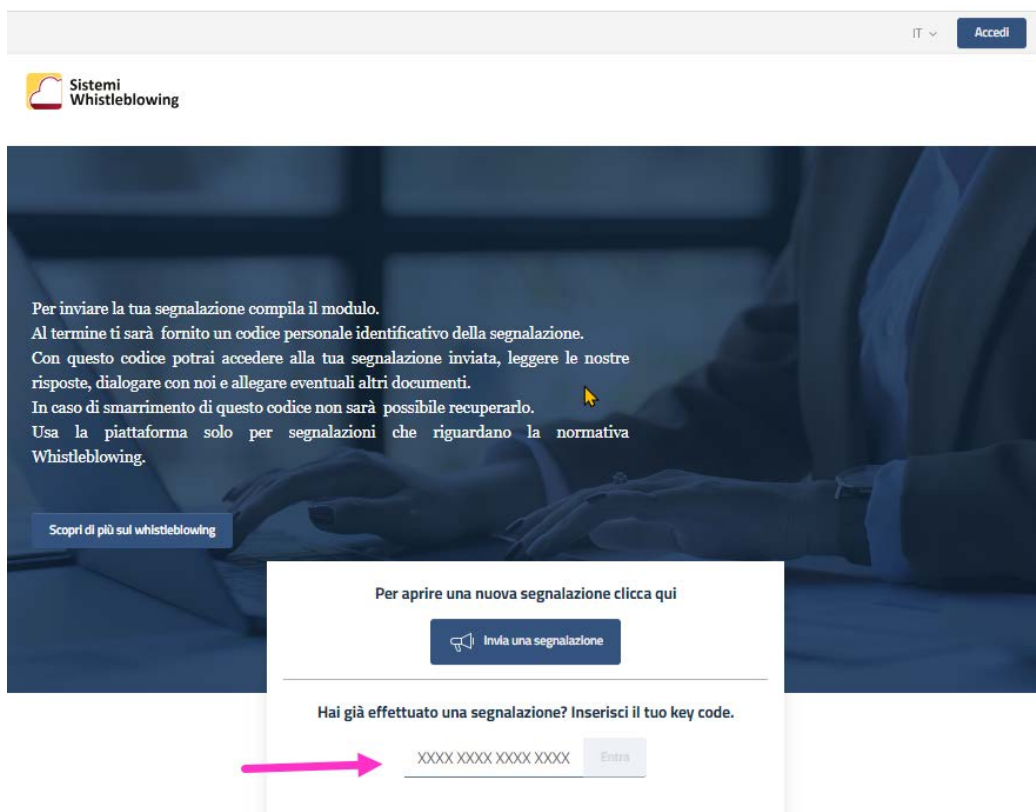 IT
Accedi
Sistemi
Whistleblowing
Per inviare la tua segnalazione compila il modulo.
Al termine ti sarà fornito un codice personale identificativo della segnalazione.
Con questo codice potrai accedere alla tua segnalazione inviata, leggere le nostre
risposte, dialogare con noi e allegare eventuali altri documenti.
In caso di smarrimento di questo codice non sarà possibile recuperarlo.
Usa la piattaforma solo per segnalazioni che riguardano la normativa
Whistleblowing.
Scopri di più sul whistleblowing
Per aprire una nuova segnalazione clicca qui
Invia una segnalazione
Hai già effettuato una segnalazione? Inserisci il tuo key code.
XXXX XXXX XXXX XXXX
Entra